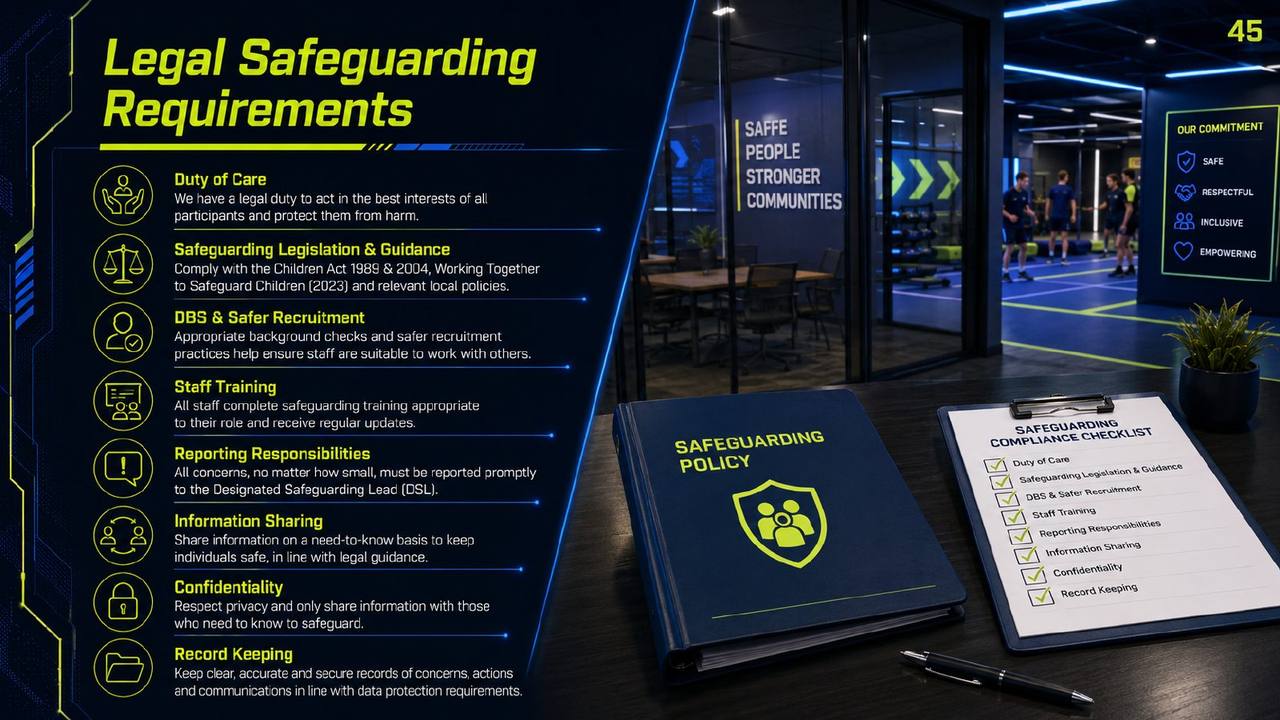 45
Legal Safeguarding
Requirements
Duty of Care
We have a legal duty to act in the best interests of all
participants and protect them from harm.
Safeguarding Legislation & Guidance
Comply with the Children Act 1989 & 2004, Working Together
to Safeguard Children (2023) and relevant local policies.
DBS & Safer Recruitment
Appropriate background checks and safer recruitment
practices help ensure staff are suitable to work with others.
Staff Training
All staff complete safeguarding training appropriate
to their role and receive regular updates.
Reporting Responsibilities
All concerns, no matter how small, must be reported promptly
to the Designated Safeguarding Lead (DSL).
Information Sharing
Share information on a need-to-know basis to keep
individuals safe, in line with legal guidance.
Confidentiality
Respect privacy and only share information with those
who need to know to safeguard.
Record Keeping
Keep clear, accurate and secure records of concerns, actions
and communications in line with data protection requirements.
SAFFE
PEOPLE
STRONGER
COMMUNITIES
OUR COMMITMENT
SAFE
RESPECTFUL
INCLUSIVE
EMPOWERING
SAFEGUARDING
POLICY
SAFEGUARDING
COMPLIANCE CHECKLIST
Duty of Care
Safeguarding Legislation & Guidance
DBS & Safer Recruitment
Staff Training
Reporting Responsibilities
Information Sharing
Confidentiality
Record Keeping